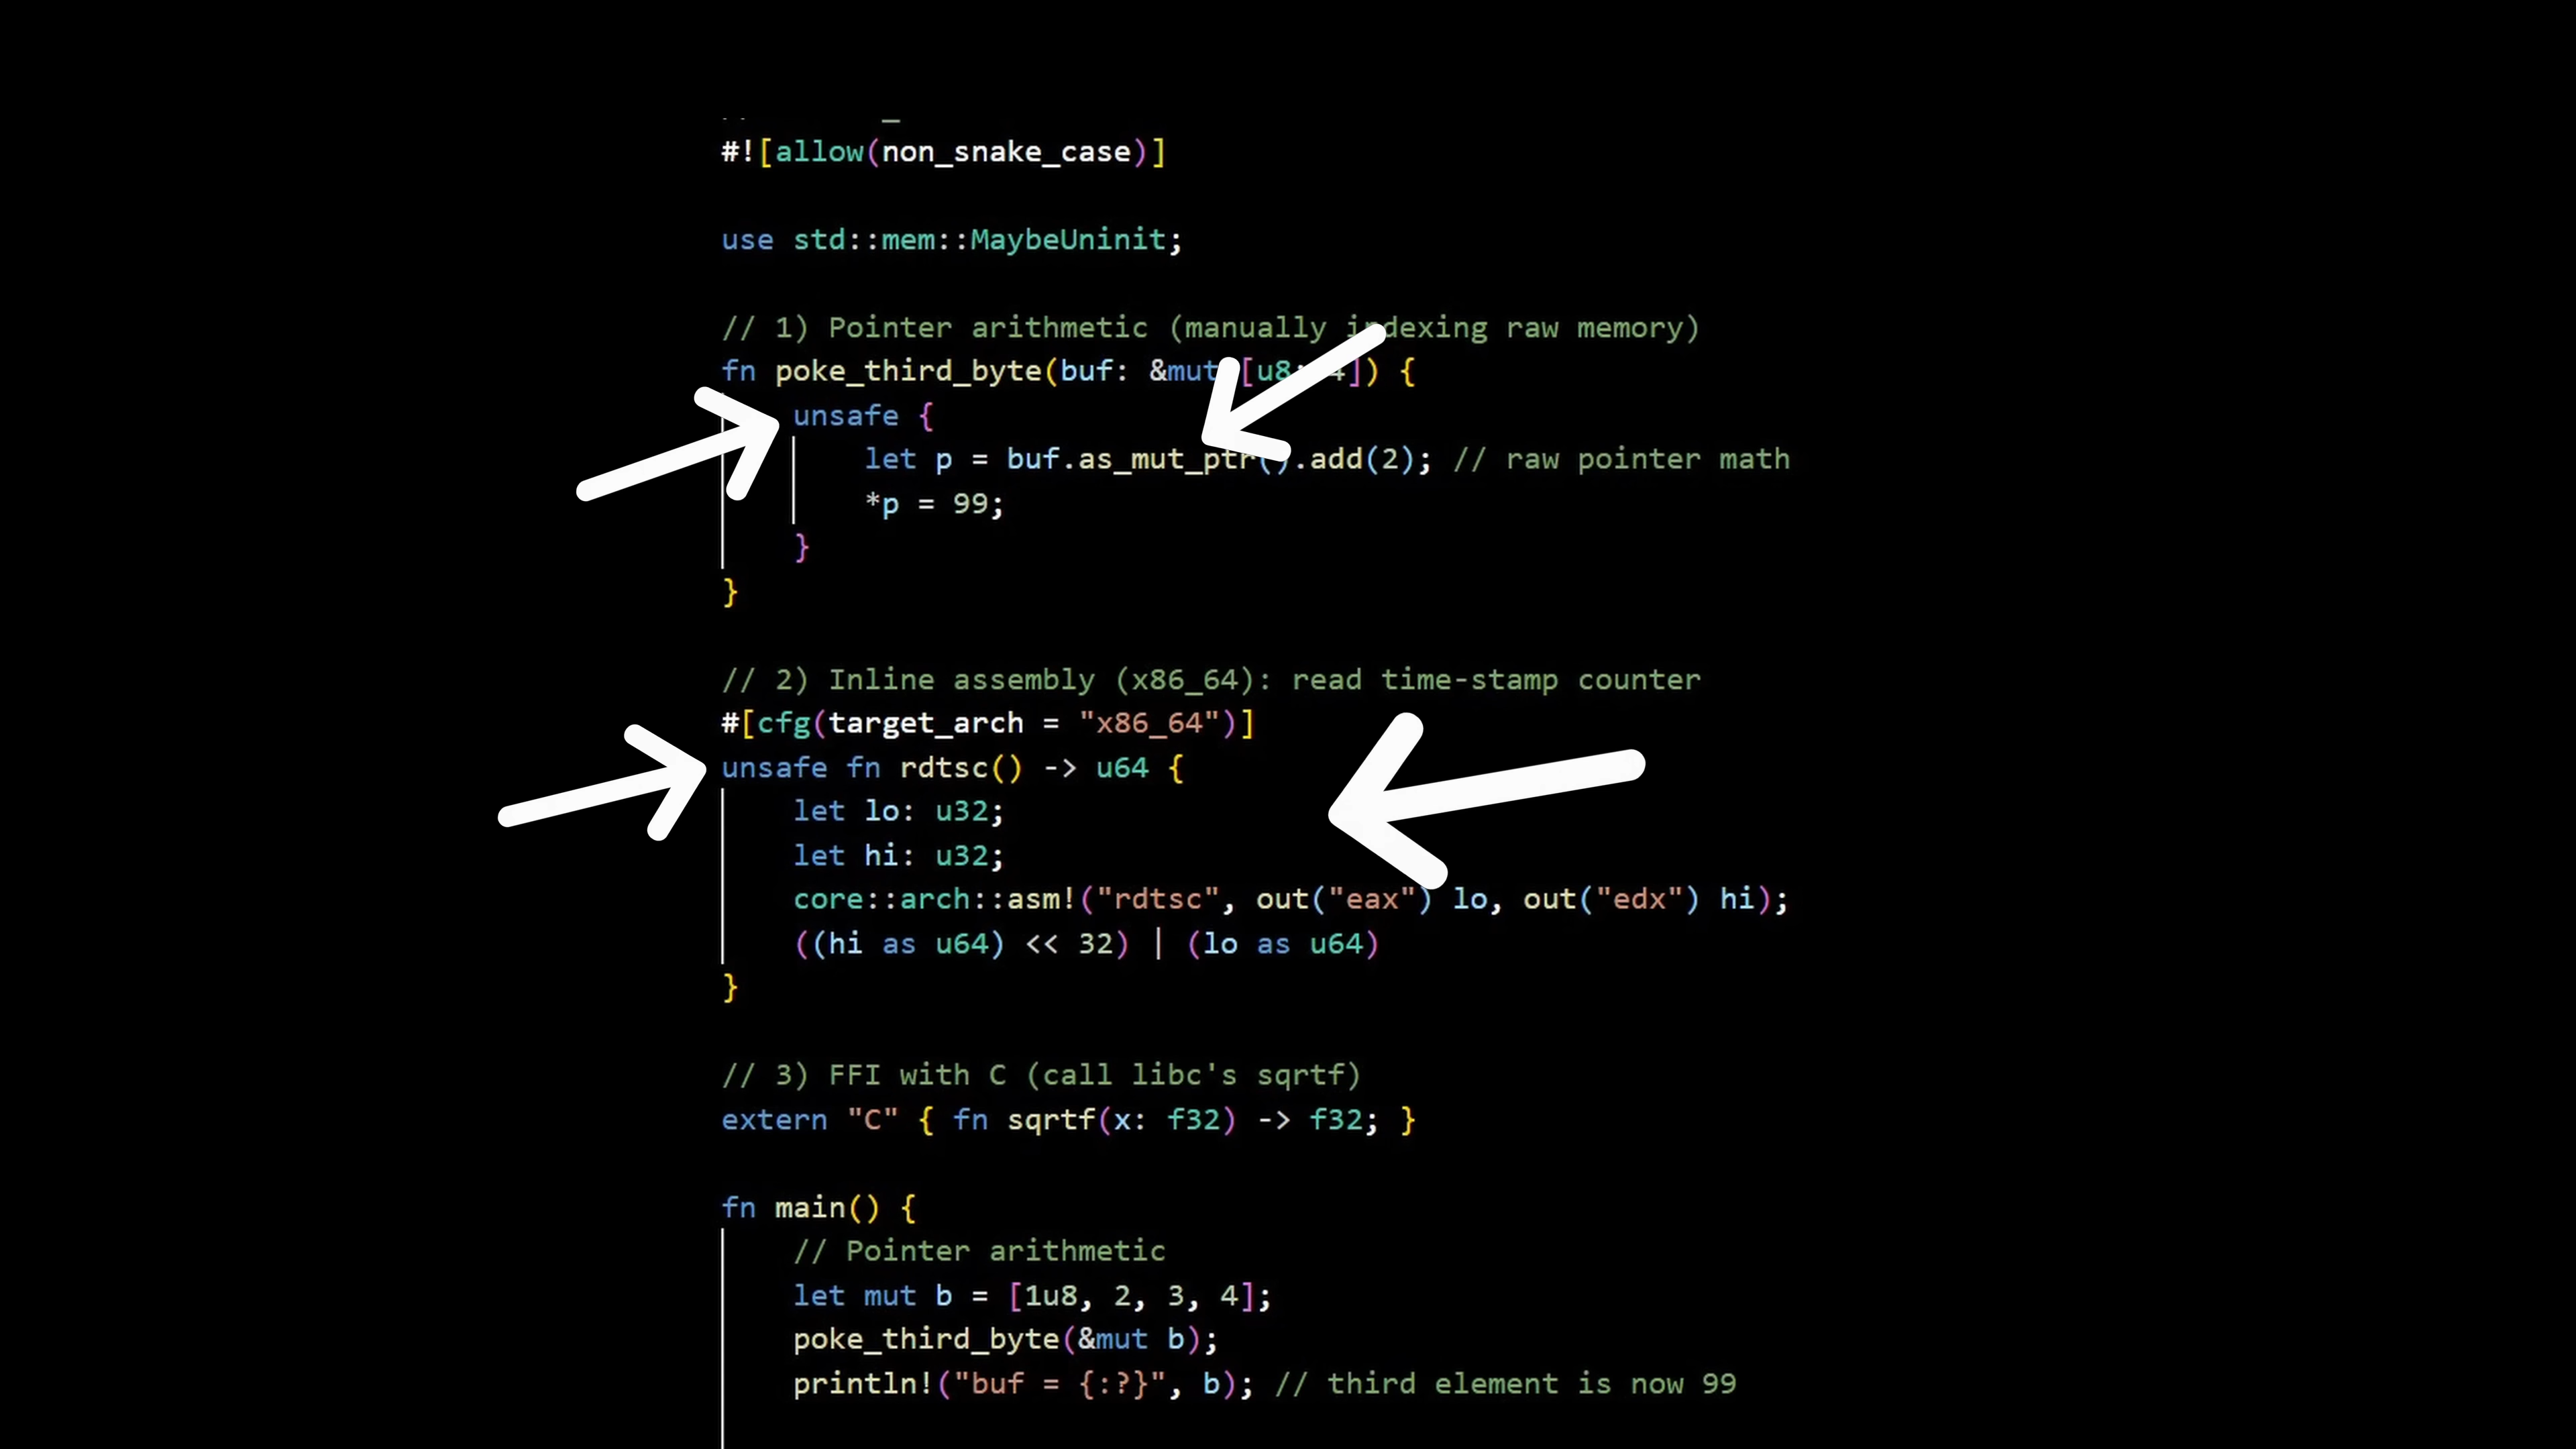 #![allow(non_snake_case)]
use std::mem::MaybeUninit;
// 1) Pointer arithmetic (manually indexing raw memory)
fn poke_third_byte(buf: &mut [u8; 4]) {
unsafe {
let p = buf.as_mut_ptr().add(2); // raw pointer math
*p = 99;
}
}
// 2) Inline assembly (x86_64): read time-stamp counter
#[cfg(target_arch = "x86_64")]
unsafe fn rdtsc() -> u64 {
let lo: u32;
let hi: u32;
core::arch::asm!("rdtsc", out("eax") lo, out("edx") hi);
((hi as u64) << 32) | (lo as u64)
}
// 3) FFI with C (call libc's sqrtf)
extern "C" { fn sqrtf(x: f32) -> f32; }
fn main() {
// Pointer arithmetic
let mut b = [1u8, 2, 3, 4];
poke_third_byte(&mut b);
println!("buf = {:?}", b); // third element is now 99